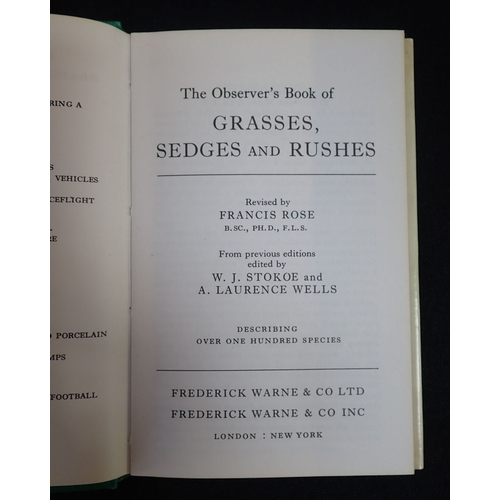 RING A
S
VEHICLES
CEFLIGHT
RE
O PORCELAIN
MPS
FOOTBALL
The Observer's Book of
GRASSES,
SEDGES AND RUSHES
Revised by
FRANCIS ROSE
B.SC., PH.D., F.L.S.
From previous editions
edited by
W. J. STOKOE and
A. LAURENCE WELLS
DESCRIBING
OVER ONE HUNDRED SPECIES
FREDERICK WARNE & CO LTD
FREDERICK WARNE & CO INC
LONDON : NEW YORK